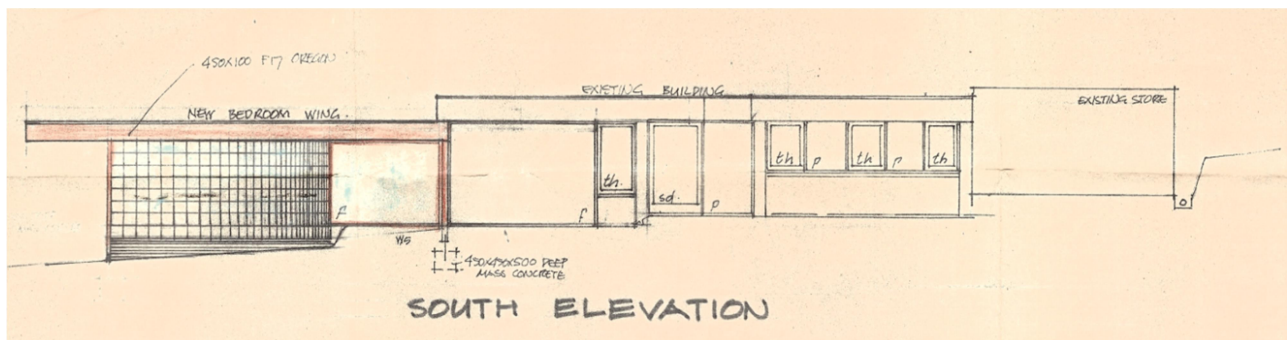 450X100 F17 OREGON
NEW BEDROOM WING.
EXISTING BUILDING
EXISTING STORE
th.
sd.
th
p
th
p
th
f
f
p
WS
450X450X500 DEEP
MASS CONCRETE
SOUTH ELEVATION